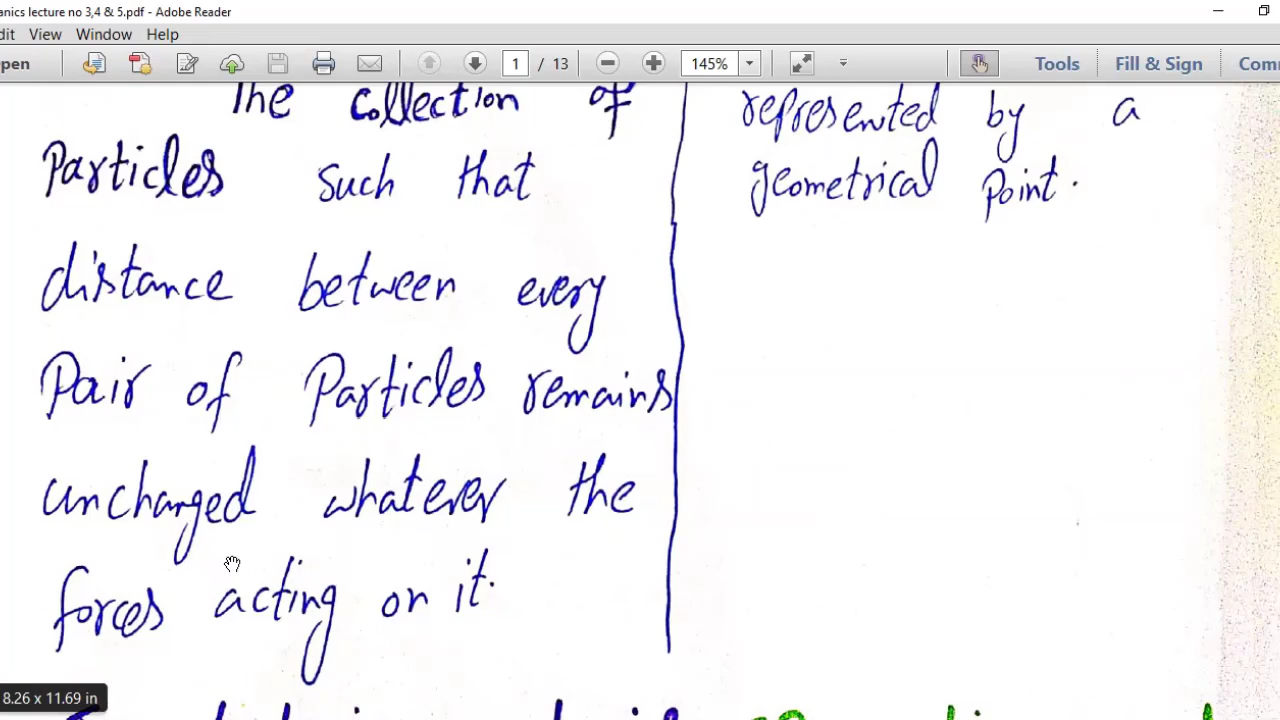 anics lecture no 3,4 & 5.pdf - Adobe Reader
dit View Window Help
pen 1 / 13 145% Tools Fill & Sign Com
The collection of
Particles such that
distance between every
Pair of Particles remains
unchanged whatever the
forces acting on it.
represented by a
geometrical Point.
8.26 x 11.69 in